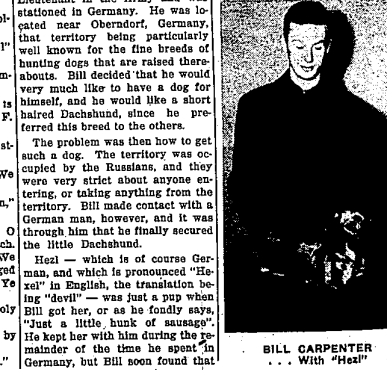 Lieutenant in the Army and was
stationed in Germany. He was lo-
cated near Oberndorf, Germany,
that territory being particularly
well known for the fine breeds of
hunting dogs that are raised there-
abouts. Bill decided that he would
very much like to have a dog for
himself, and he would like a short
haired Dachshund, since he pre-
ferred this breed to the others.
The problem was then how to get
such a dog. The territory was oc-
cupied by the Russians, and they
were very strict about anyone en-
tering, or taking anything from the
territory. Bill made contact with a
German man, however, and it was
through him that he finally secured
the little Dachshund.
Hezl — which is of course Ger-
man, and which is pronounced "He-
xel" in English, the translation be-
ing "devil" — was just a pup when
Bill got her, or as he fondly says,
"Just a little hunk of sausage".
He kept her with him during the re-
mainder of the time he spent in
Germany, but Bill soon found that
BILL CARPENTER
. . . With "Hezl"